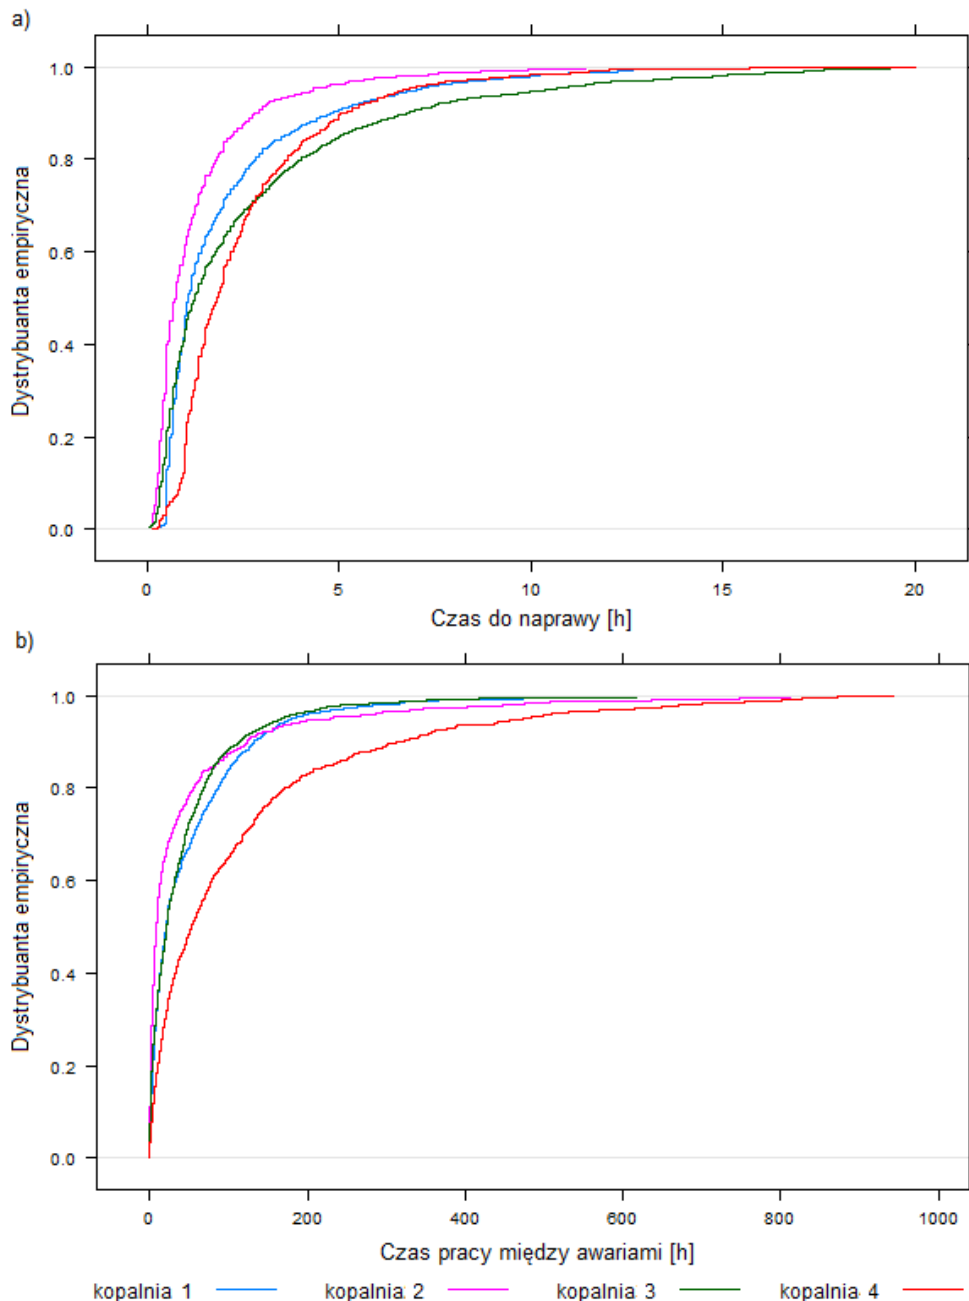 a)
1.0
0.8
0.6
0.4
0.2
0.0
Dystrybuanta empiryczna
0 5 10 15 20
Czas do naprawy [h]
b)
1.0
0.8
0.6
0.4
0.2
0.0
Dystrybuanta empiryczna
0 200 400 600 800 1000
Czas pracy między awariami [h]
kopalnia 1 kopalnia 2 kopalnia 3 kopalnia 4